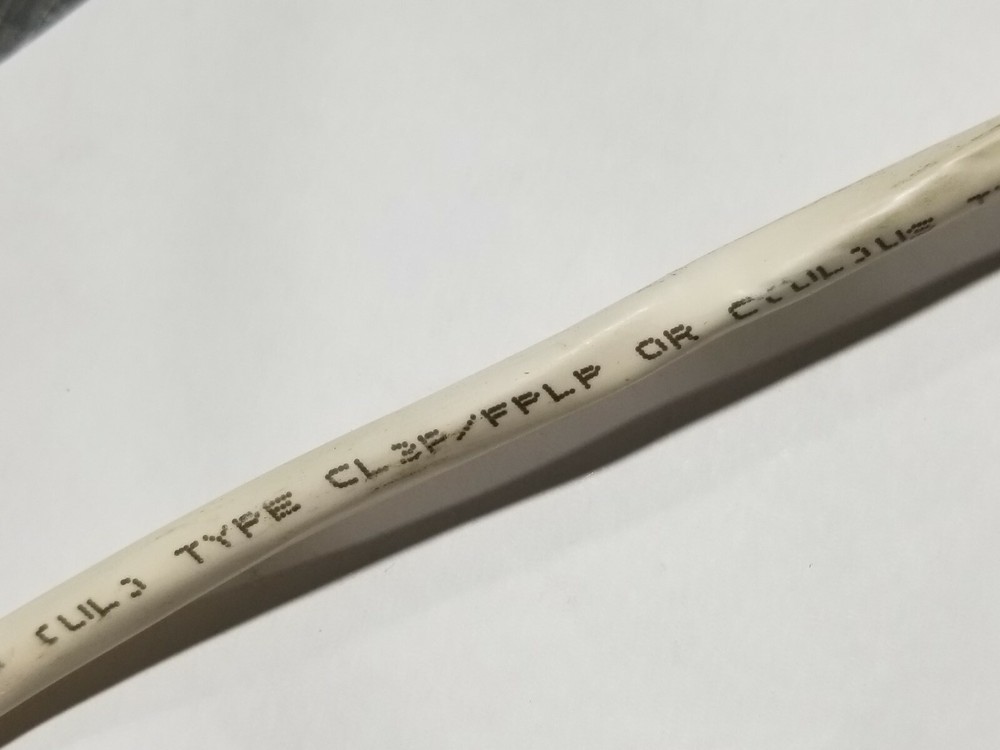 (UL) TYPE CL3P/FPLP OR C(UL)US